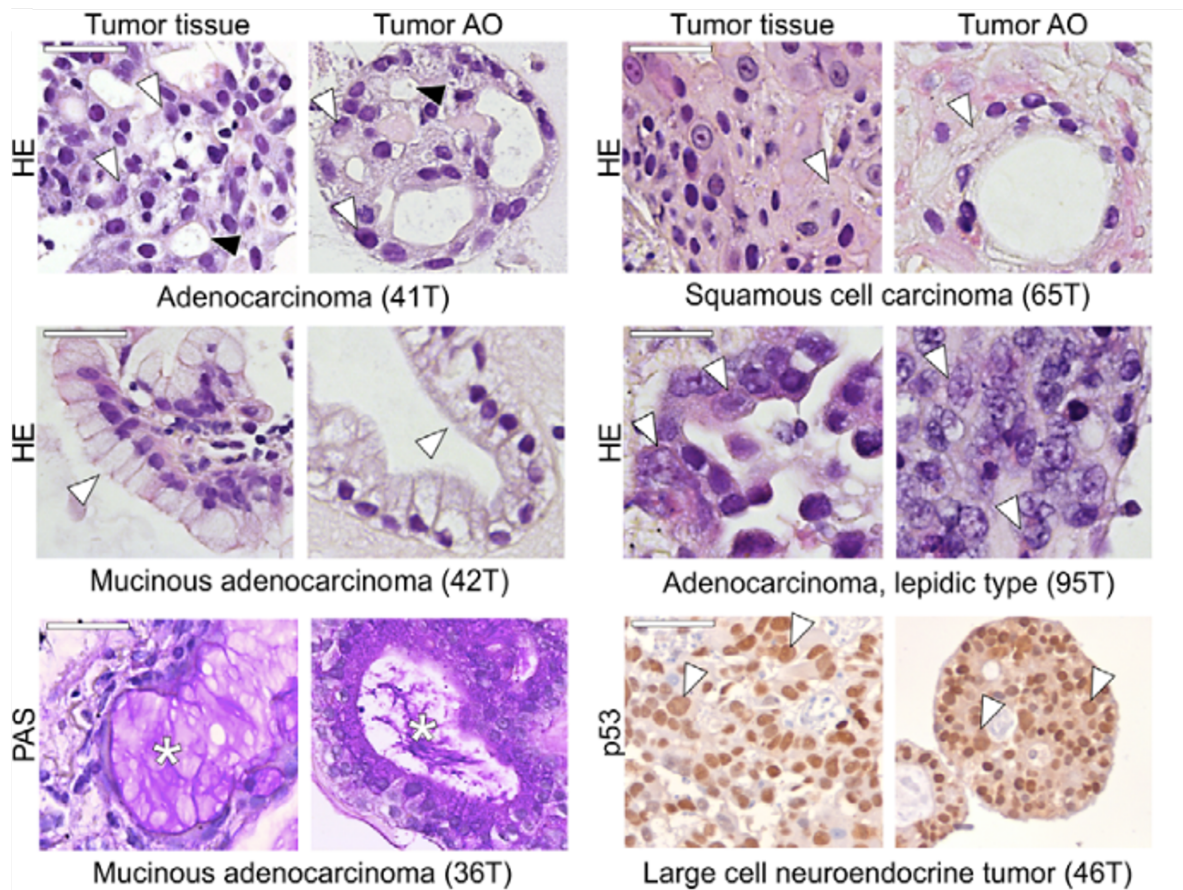 Tumor tissue Tumor AO Tumor tissue Tumor AO
HE HE
Adenocarcinoma (41T) Squamous cell carcinoma (65T)
HE HE
Mucinous adenocarcinoma (42T) Adenocarcinoma, lepidic type (95T)
PAS * * p53
Mucinous adenocarcinoma (36T) Large cell neuroendocrine tumor (46T)